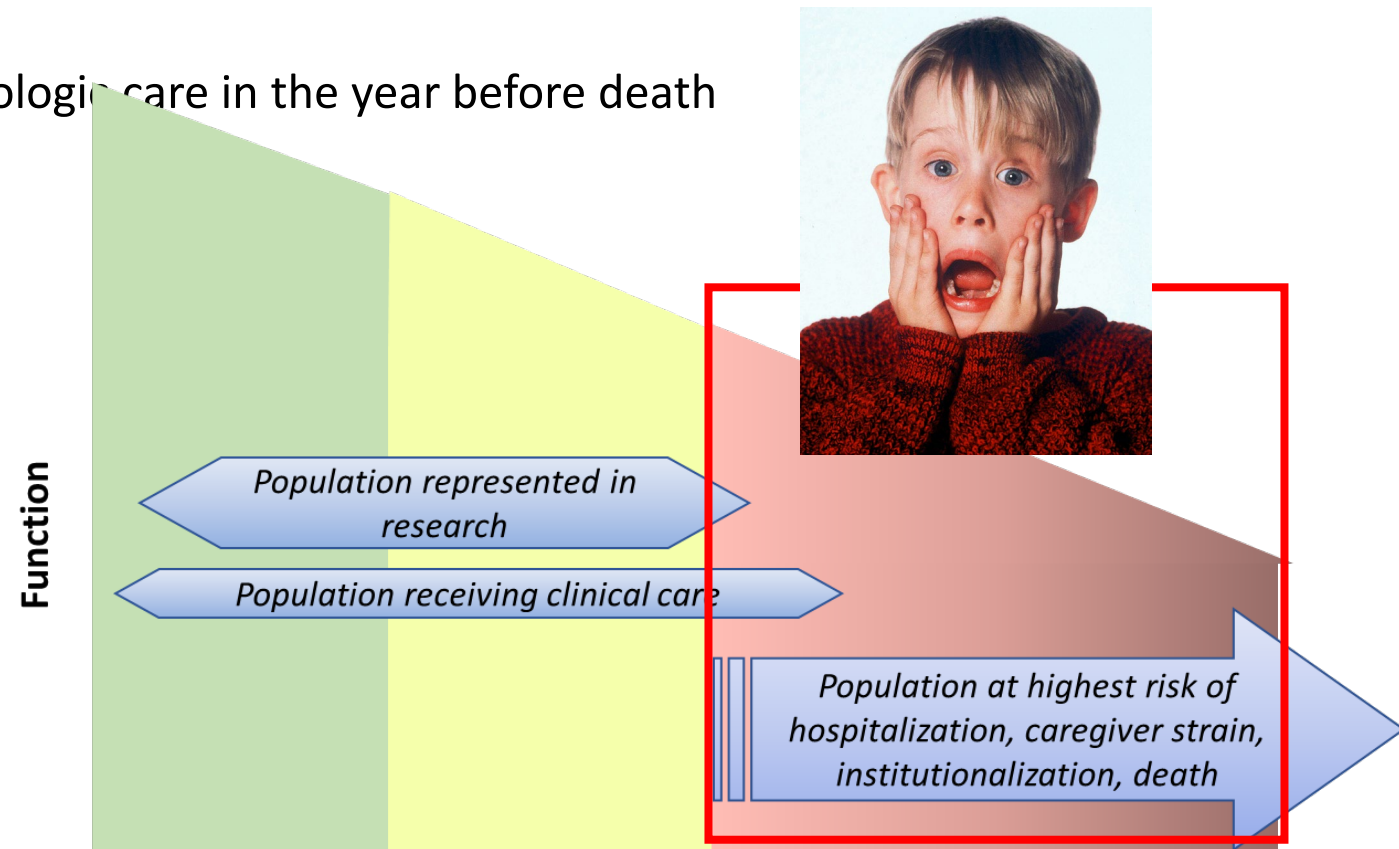 ologic care in the year before death
Function
Population represented in
research
Population receiving clinical care
Population at highest risk of
hospitalization, caregiver strain,
institutionalization, death